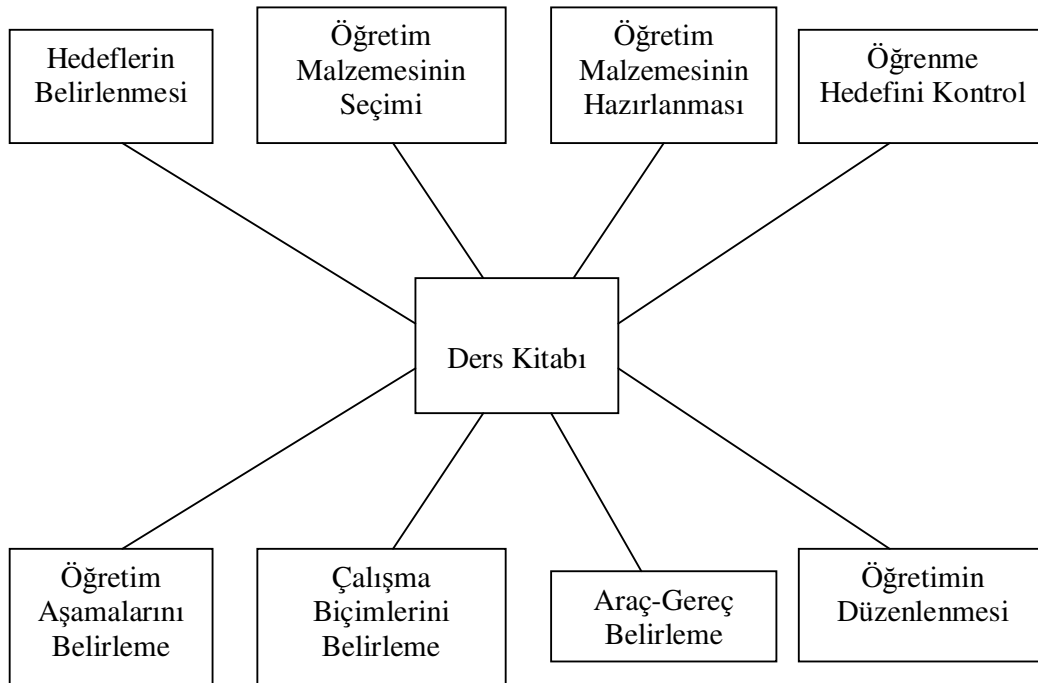 Hedeflerin
Belirlenmesi
Öğretim
Malzemesinin
Seçimi
Öğretim
Malzemesinin
Hazırlanması
Öğrenme
Hedefini Kontrol
Ders Kitabı
Öğretim
Aşamalarını
Belirleme
Çalışma
Biçimlerini
Belirleme
Araç-Gereç
Belirleme
Öğretimin
Düzenlenmesi